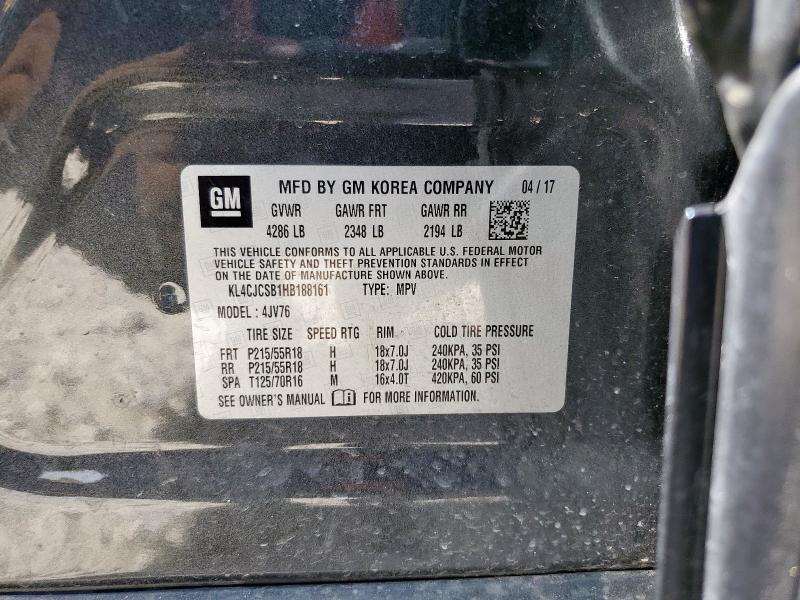 GM MFD BY GM KOREA COMPANY 04 / 17
GVWR GAWR FRT GAWR RR
4286 LB 2348 LB 2194 LB
THIS VEHICLE CONFORMS TO ALL APPLICABLE U.S. FEDERAL MOTOR
VEHICLE SAFETY AND THEFT PREVENTION STANDARDS IN EFFECT
ON THE DATE OF MANUFACTURE SHOWN ABOVE.
KL4CJCSB1HB188161 TYPE: MPV
MODEL : 4JV76
TIRE SIZE SPEED RTG RIM COLD TIRE PRESSURE
FRT P215/55R18 H 18x7.0J 240KPA, 35 PSI
RR P215/55R18 H 18x7.0J 240KPA, 35 PSI
SPA T125/70R16 M 16x4.0T 420KPA, 60 PSI
SEE OWNER'S MANUAL FOR MORE INFORMATION.